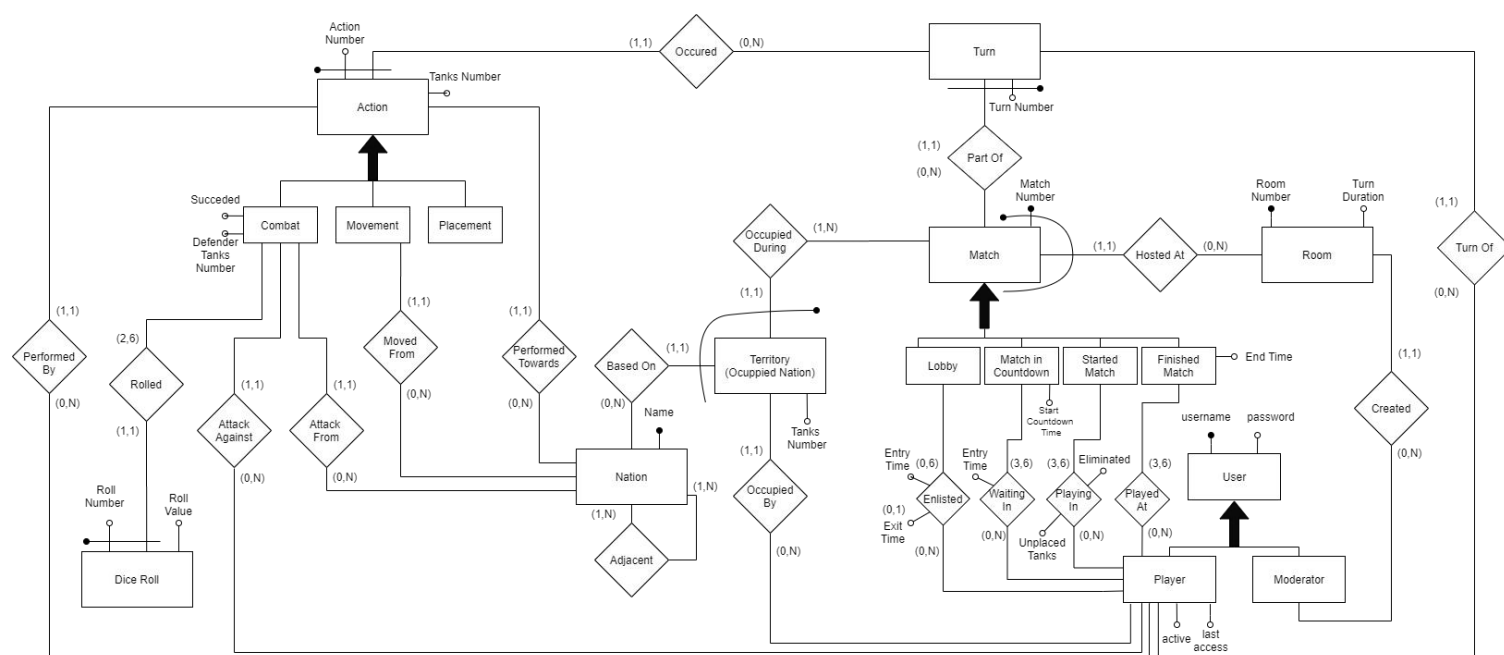 Action
Number
(1,1)
Occured
(0,N)
Turn
Tanks Number
Action
Turn Number
(1,1)
Part Of
(0,N)
Match
Number
Room
Number
Turn
Duration
Succeded
Combat
Movement
Placement
Defender
Tanks
Number
Occupied
During
(1,N)
Match
(1,1)
Hosted At
(0,N)
Room
(1,1)
Turn Of
(0,N)
(1,1)
Performed
By
(0,N)
(2,6)
Rolled
(1,1)
(1,1)
Moved
From
(0,N)
(1,1)
Performed
Towards
(0,N)
(1,1)
Based On
(1,1)
(0,N)
Territory
(Ocuppied Nation)
Tanks
Number
Lobby
Match in
Countdown
Started
Match
Finished
Match
End Time
Start
Countdown
Time
(1,1)
Created
(0,N)
(1,1)
Attack
Against
(0,N)
(1,1)
Attack
From
(0,N)
Name
Nation
(1,N)
(1,N)
Adjacent
(1,1)
Occupied
By
(0,N)
username
password
User
Entry
Time
(0,6)
Enlisted
(0,1)
Exit
Time
(0,N)
Entry
Time
(3,6)
Waiting
In
(0,N)
(3,6)
Eliminated
Playing
In
Unplaced
Tanks
(0,N)
(3,6)
Played
At
(0,N)
Roll
Number
Roll
Value
Dice Roll
Player
Moderator
active
last
access